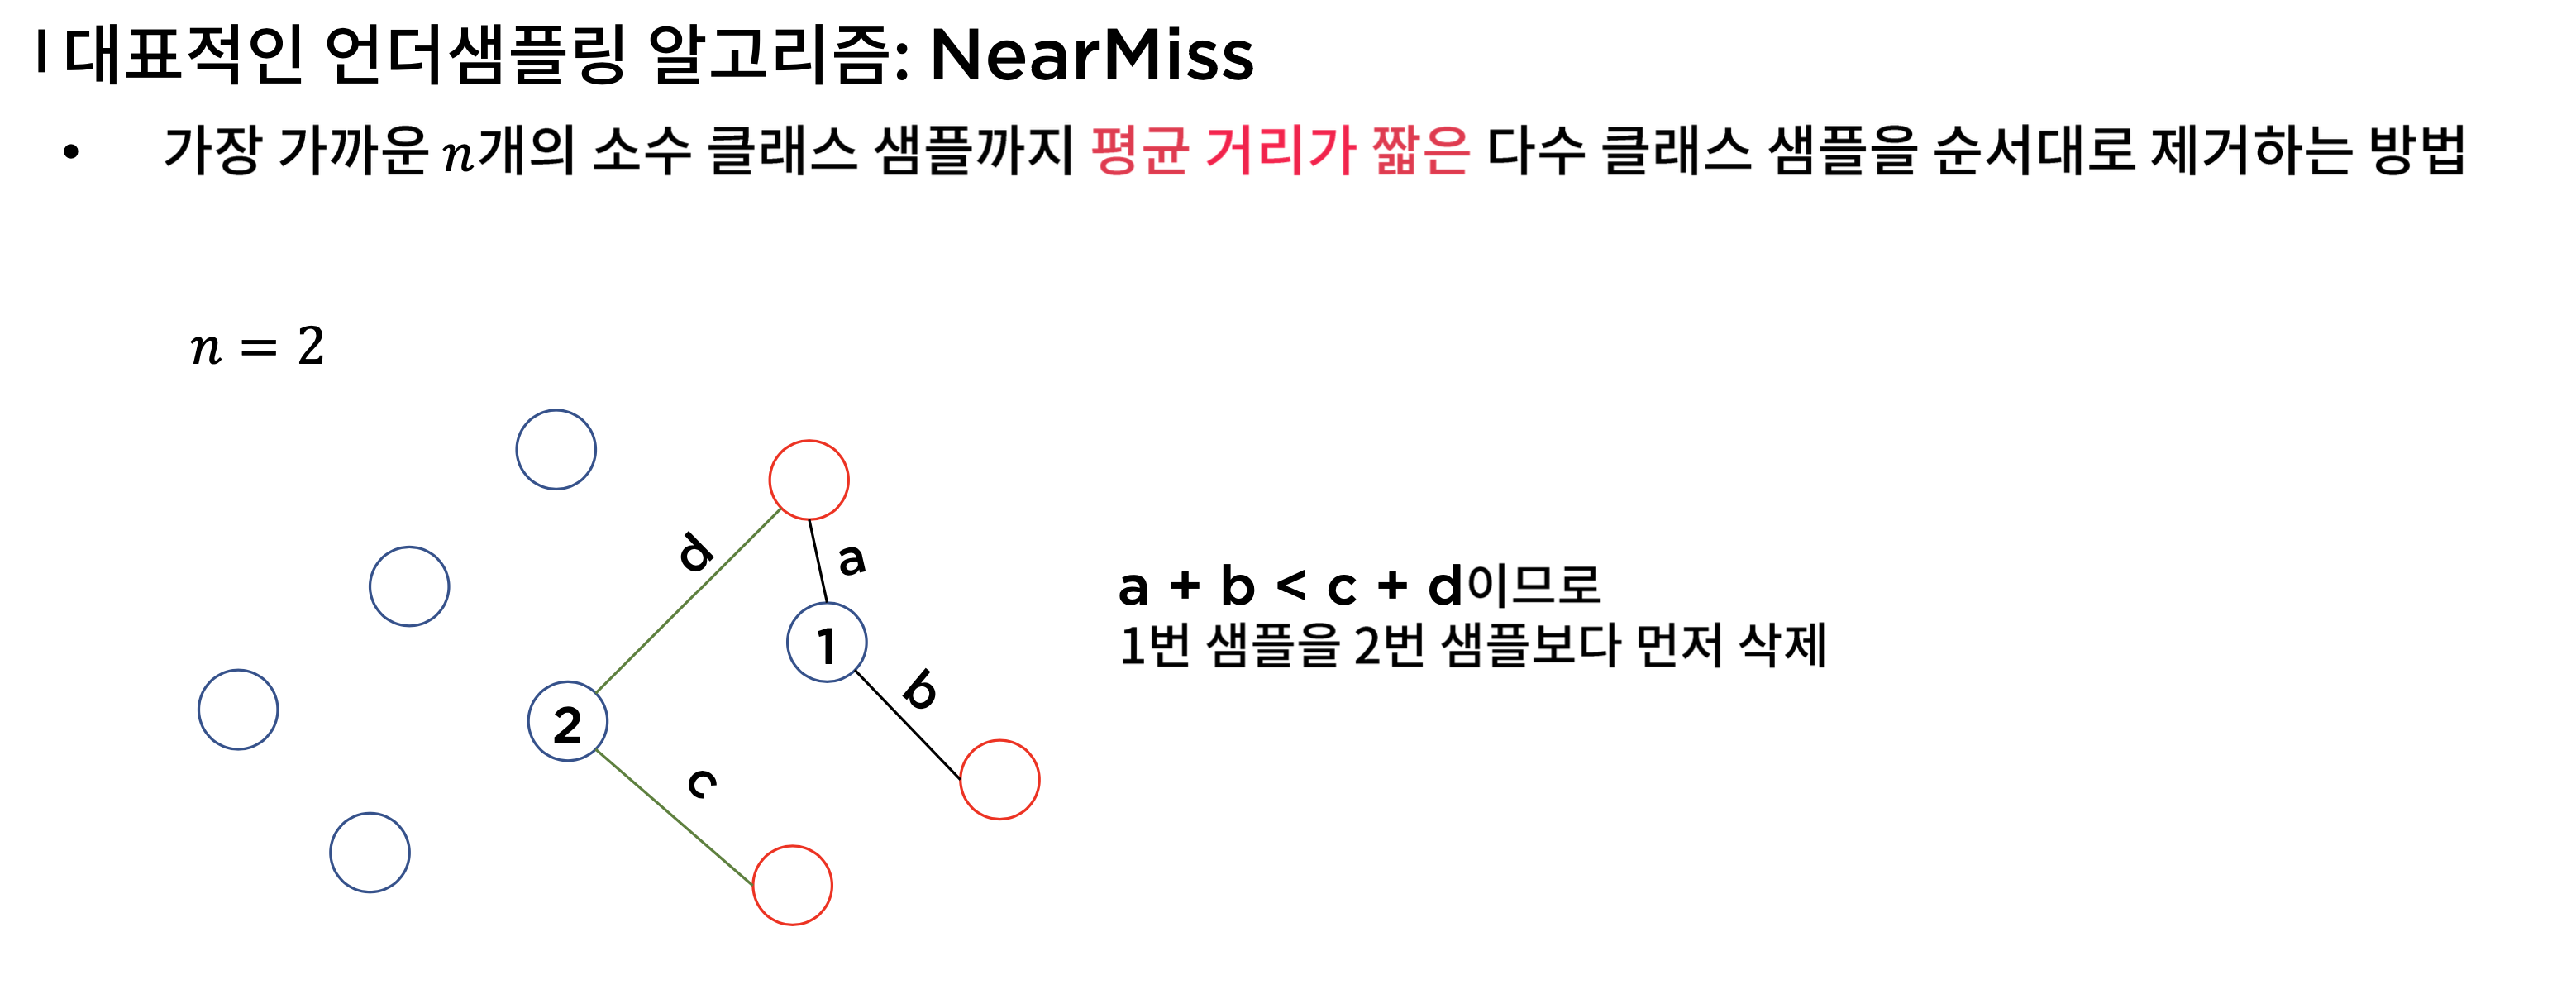 | 대표적인 언더샘플링 알고리즘: NearMiss
• 가장 가까운 n개의 소수 클래스 샘플까지 평균 거리가 짧은 다수 클래스 샘플을 순서대로 제거하는 방법
n = 2
d
a
1
b
2
c
a + b < c + d이므로
1번 샘플을 2번 샘플보다 먼저 삭제